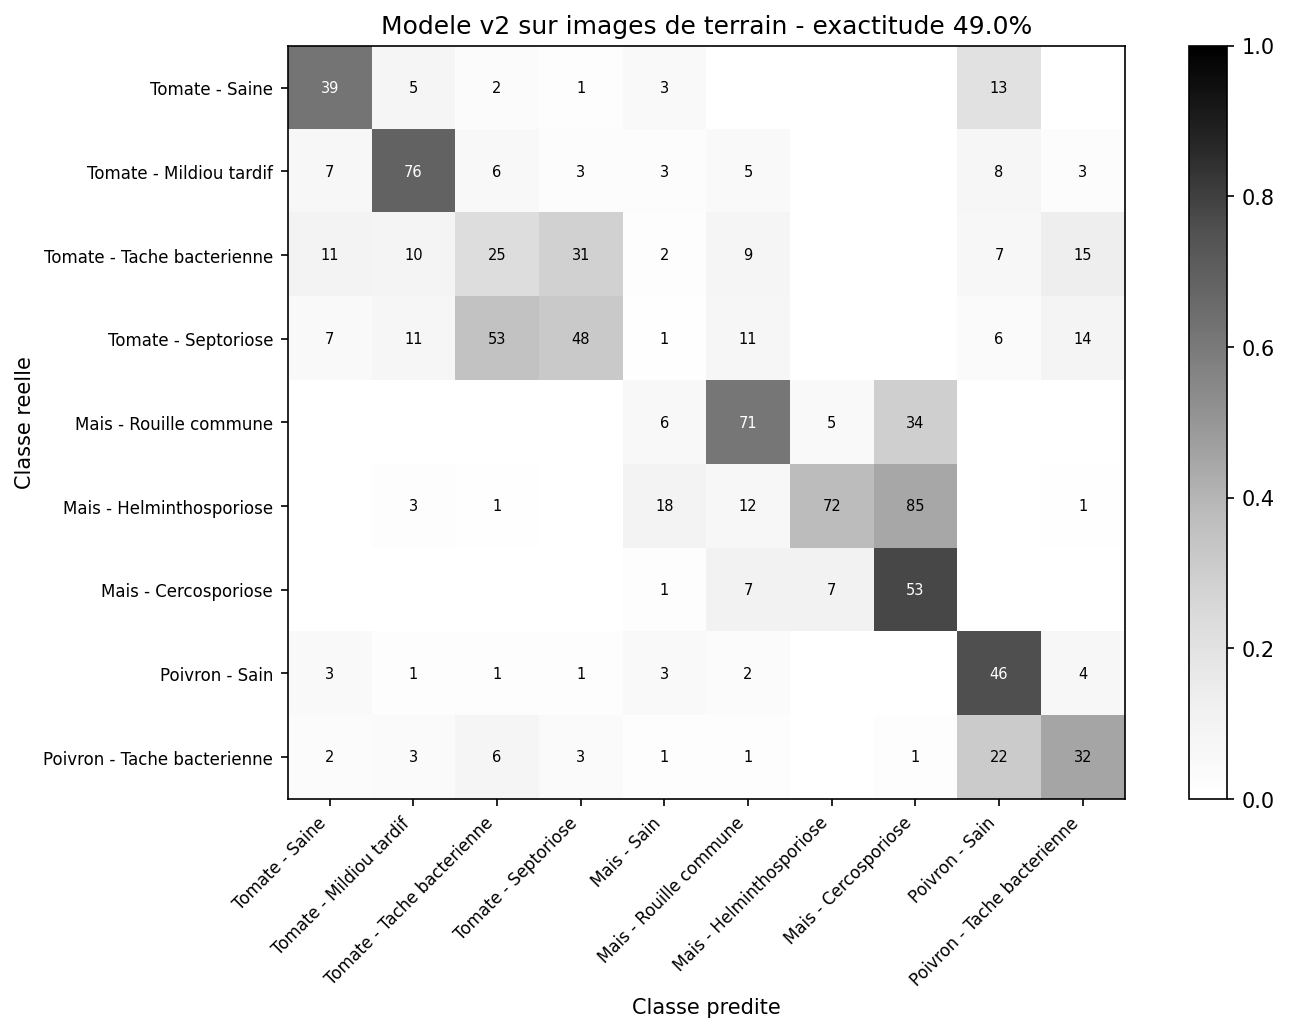 Modele v2 sur images de terrain - exactitude 49.0%
Classe reelle
Tomate - Saine 39 5 2 1 3 13
Tomate - Mildiou tardif 7 76 6 3 3 5 8 3
Tomate - Tache bacterienne 11 10 25 31 2 9 7 15
Tomate - Septoriose 7 11 53 48 1 11 6 14
Mais - Rouille commune 6 71 5 34
Mais - Helminthosporiose 3 1 18 12 72 85 1
Mais - Cercosporiose 1 7 7 53
Poivron - Sain 3 1 1 1 3 2 46 4
Poivron - Tache bacterienne 2 3 6 3 1 1 1 22 32
Tomate - Saine
Tomate - Mildiou tardif
Tomate - Tache bacterienne
Tomate - Septoriose
Mais - Sain
Mais - Rouille commune
Mais - Helminthosporiose
Mais - Cercosporiose
Poivron - Sain
Poivron - Tache bacterienne
Classe predite
1.0
0.8
0.6
0.4
0.2
0.0